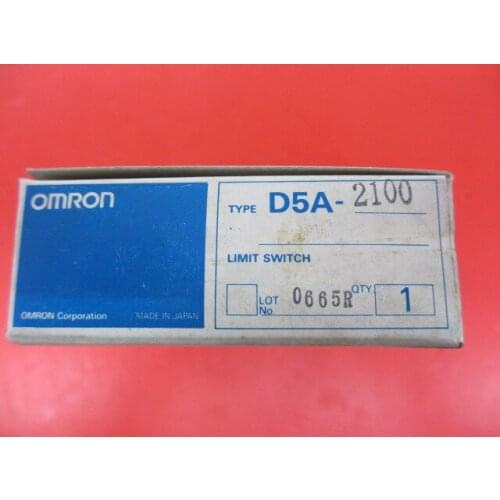 OMRON
TYPE D5A-2100
LIMIT SWITCH
LOT No 0665R QTY 1
OMRON Corporation MADE IN JAPAN